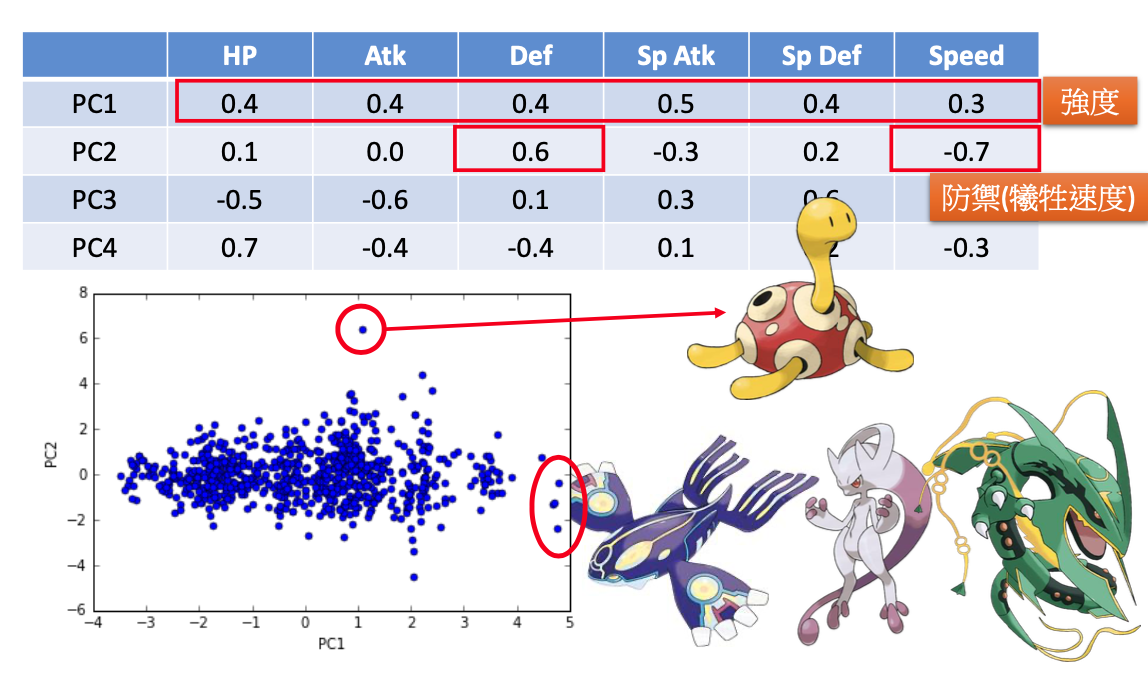 HP Atk Def Sp Atk Sp Def Speed
PC1 0.4 0.4 0.4 0.5 0.4 0.3 強度
PC2 0.1 0.0 0.6 -0.3 0.2 -0.7
PC3 -0.5 -0.6 0.1 0.3 防禦(犧牲速度)
PC4 0.7 -0.4 -0.4 0.1 -0.3
8
6
4
2
0
−2
−4
−6
PC2
−4 −3 −2 −1 0 1 2 3 4 5
PC1